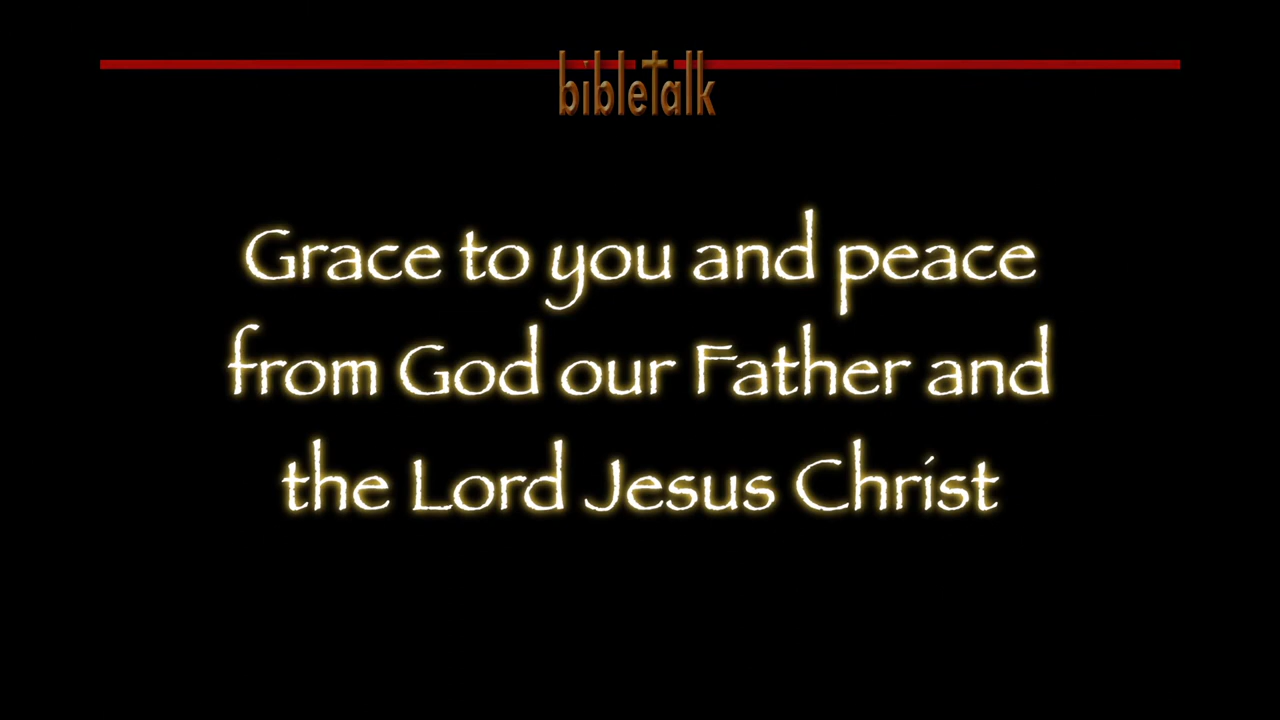 bibleTalk
Grace to you and peace
from God our Father and
the Lord Jesus Christ